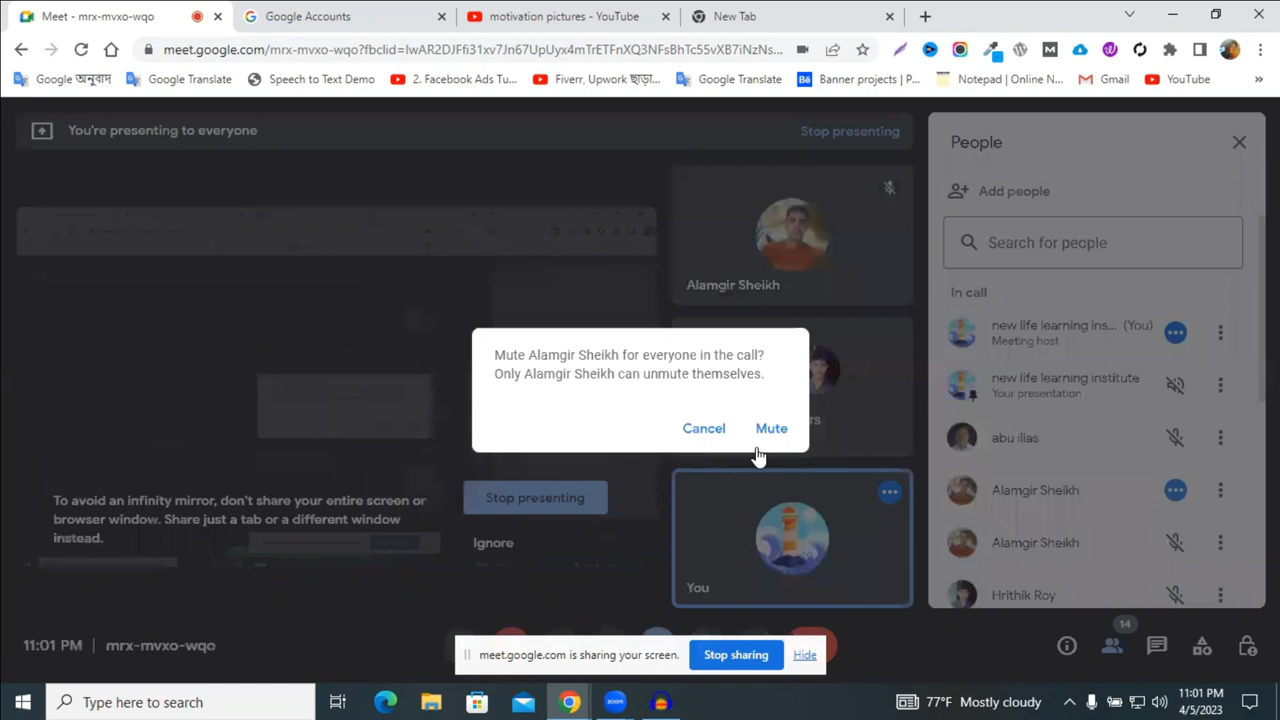 Meet - mrx-mvxo-wqo
Google Accounts
motivation pictures - YouTube
New Tab
meet.google.com/mrx-mvxo-wqo?fbclid=IwAR2DJFfi31xv7Jn67UpUyx4mTrETFnXQ3NFsBhTc55vXB7iNzNs...
Google অনুবাদ
Google Translate
Speech to Text Demo
2. Facebook Ads Tu...
Fiverr, Upwork ছাড়া...
Google Translate
Banner projects | P...
Notepad | Online N...
Gmail
YouTube
You're presenting to everyone
Stop presenting
Alamgir Sheikh
To avoid an infinity mirror, don't share your entire screen or
browser window. Share just a tab or a different window
instead.
Stop presenting
Ignore
Mute Alamgir Sheikh for everyone in the call?
Only Alamgir Sheikh can unmute themselves.
Cancel
Mute
You
People
Add people
Search for people
In call
new life learning ins... (You)
Meeting host
new life learning institute
Your presentation
abu ilias
Alamgir Sheikh
Alamgir Sheikh
Hrithik Roy
11:01 PM | mrx-mvxo-wqo
meet.google.com is sharing your screen.
Stop sharing
Hide
14
Type here to search
zoom
77°F Mostly cloudy
11:01 PM
4/5/2023